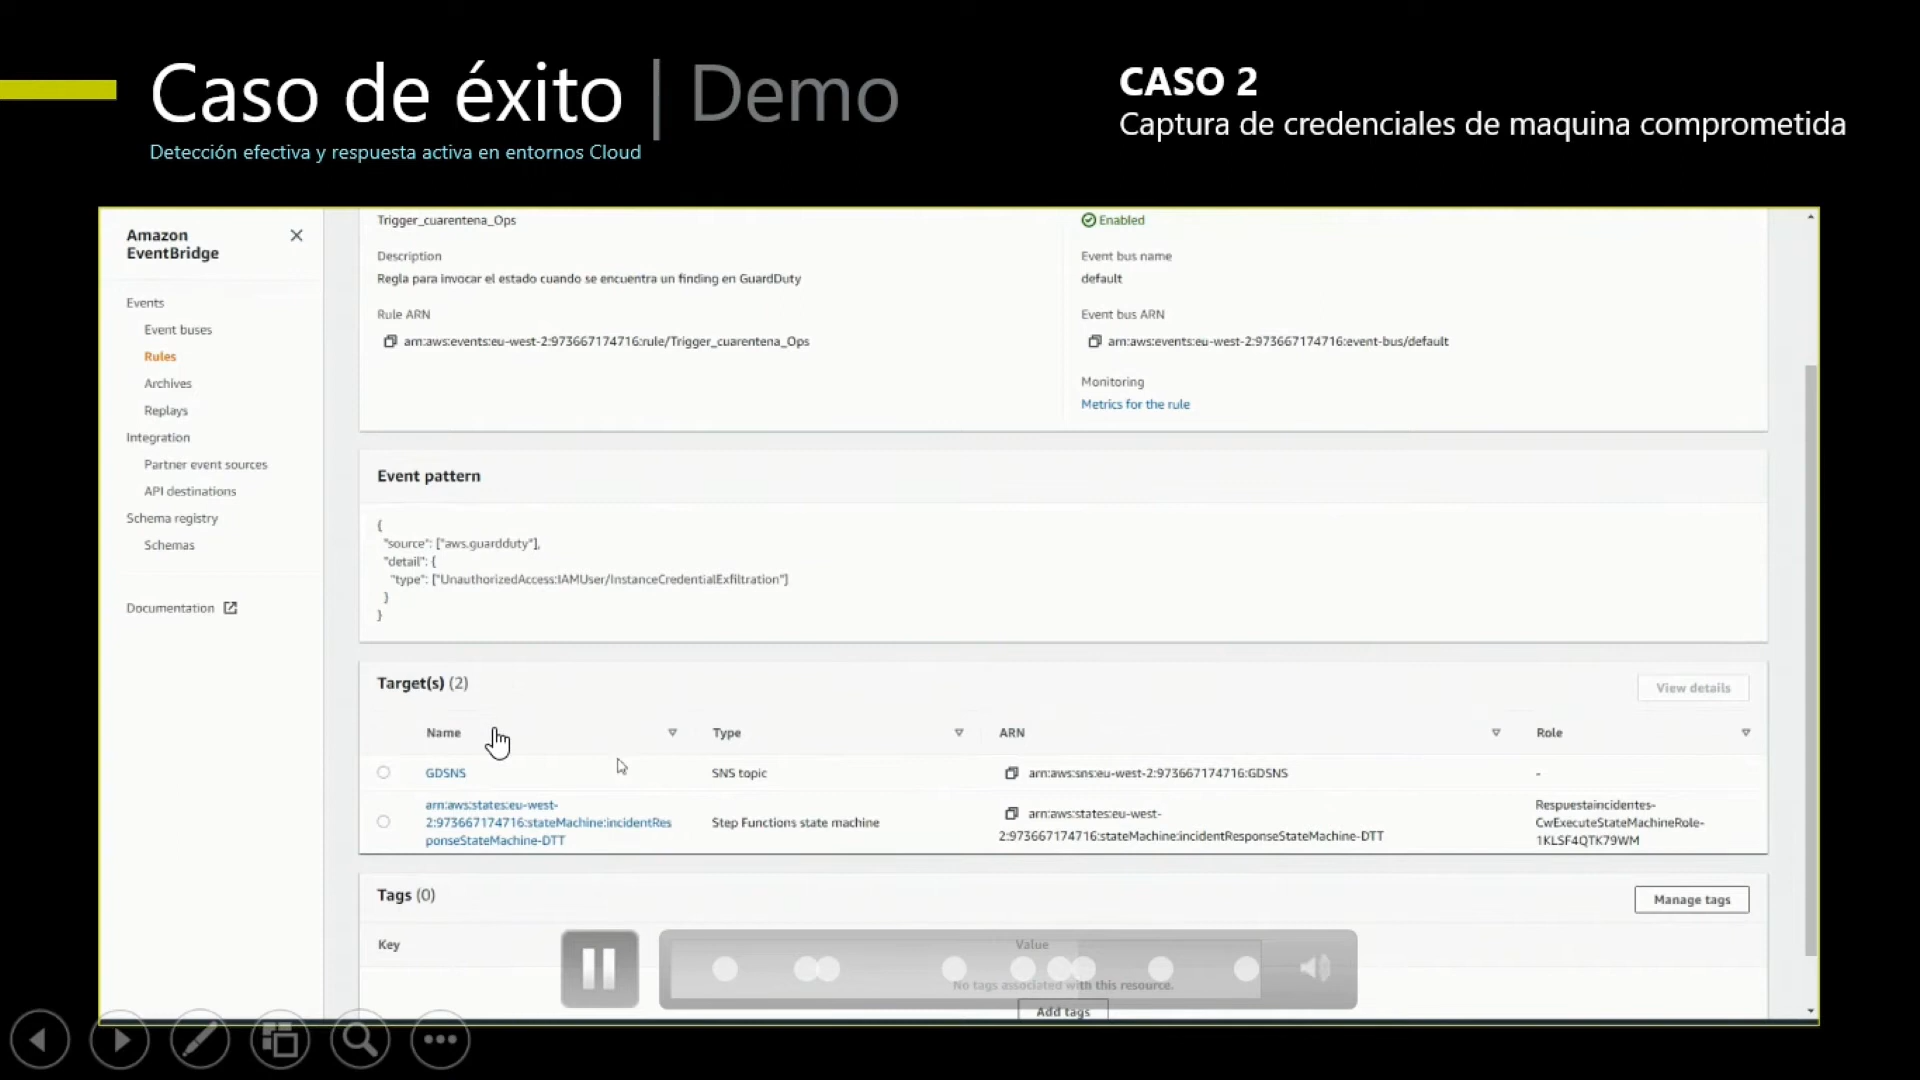 Caso de éxito | Demo
Detección efectiva y respuesta activa en entornos Cloud
CASO 2
Captura de credenciales de maquina comprometida
Amazon
EventBridge
Events
Event buses
Rules
Archives
Replays
Integration
Partner event sources
API destinations
Schema registry
Schemas
Documentation
Trigger_cuarentena_Ops
Description
Regla para invocar el estado cuando se encuentra un finding en GuardDuty
Rule ARN
arn:aws:events:eu-west-2:973667174716:rule/Trigger_cuarentena_Ops
Enabled
Event bus name
default
Event bus ARN
arn:aws:events:eu-west-2:973667174716:event-bus/default
Monitoring
Metrics for the rule
Event pattern
{
"source": ["aws.guardduty"],
"detail": {
"type": ["UnauthorizedAccess:IAMUser/InstanceCredentialExfiltration"]
}
}
Target(s) (2)
View details
Name Type ARN Role
GDSNS SNS topic arn:aws:sns:eu-west-2:973667174716:GDSNS -
arn:aws:states:eu-west-
2:973667174716:stateMachine:incidentRes
ponseStateMachine-DTT
Step Functions state machine
arn:aws:states:eu-west-
2:973667174716:stateMachine:incidentResponseStateMachine-DTT
Respuestaincidentes-
CwExecuteStateMachineRole-
1KLSF4QTK79WM
Tags (0)
Manage tags
Key Value
No tags associated with this resource.
Add tags